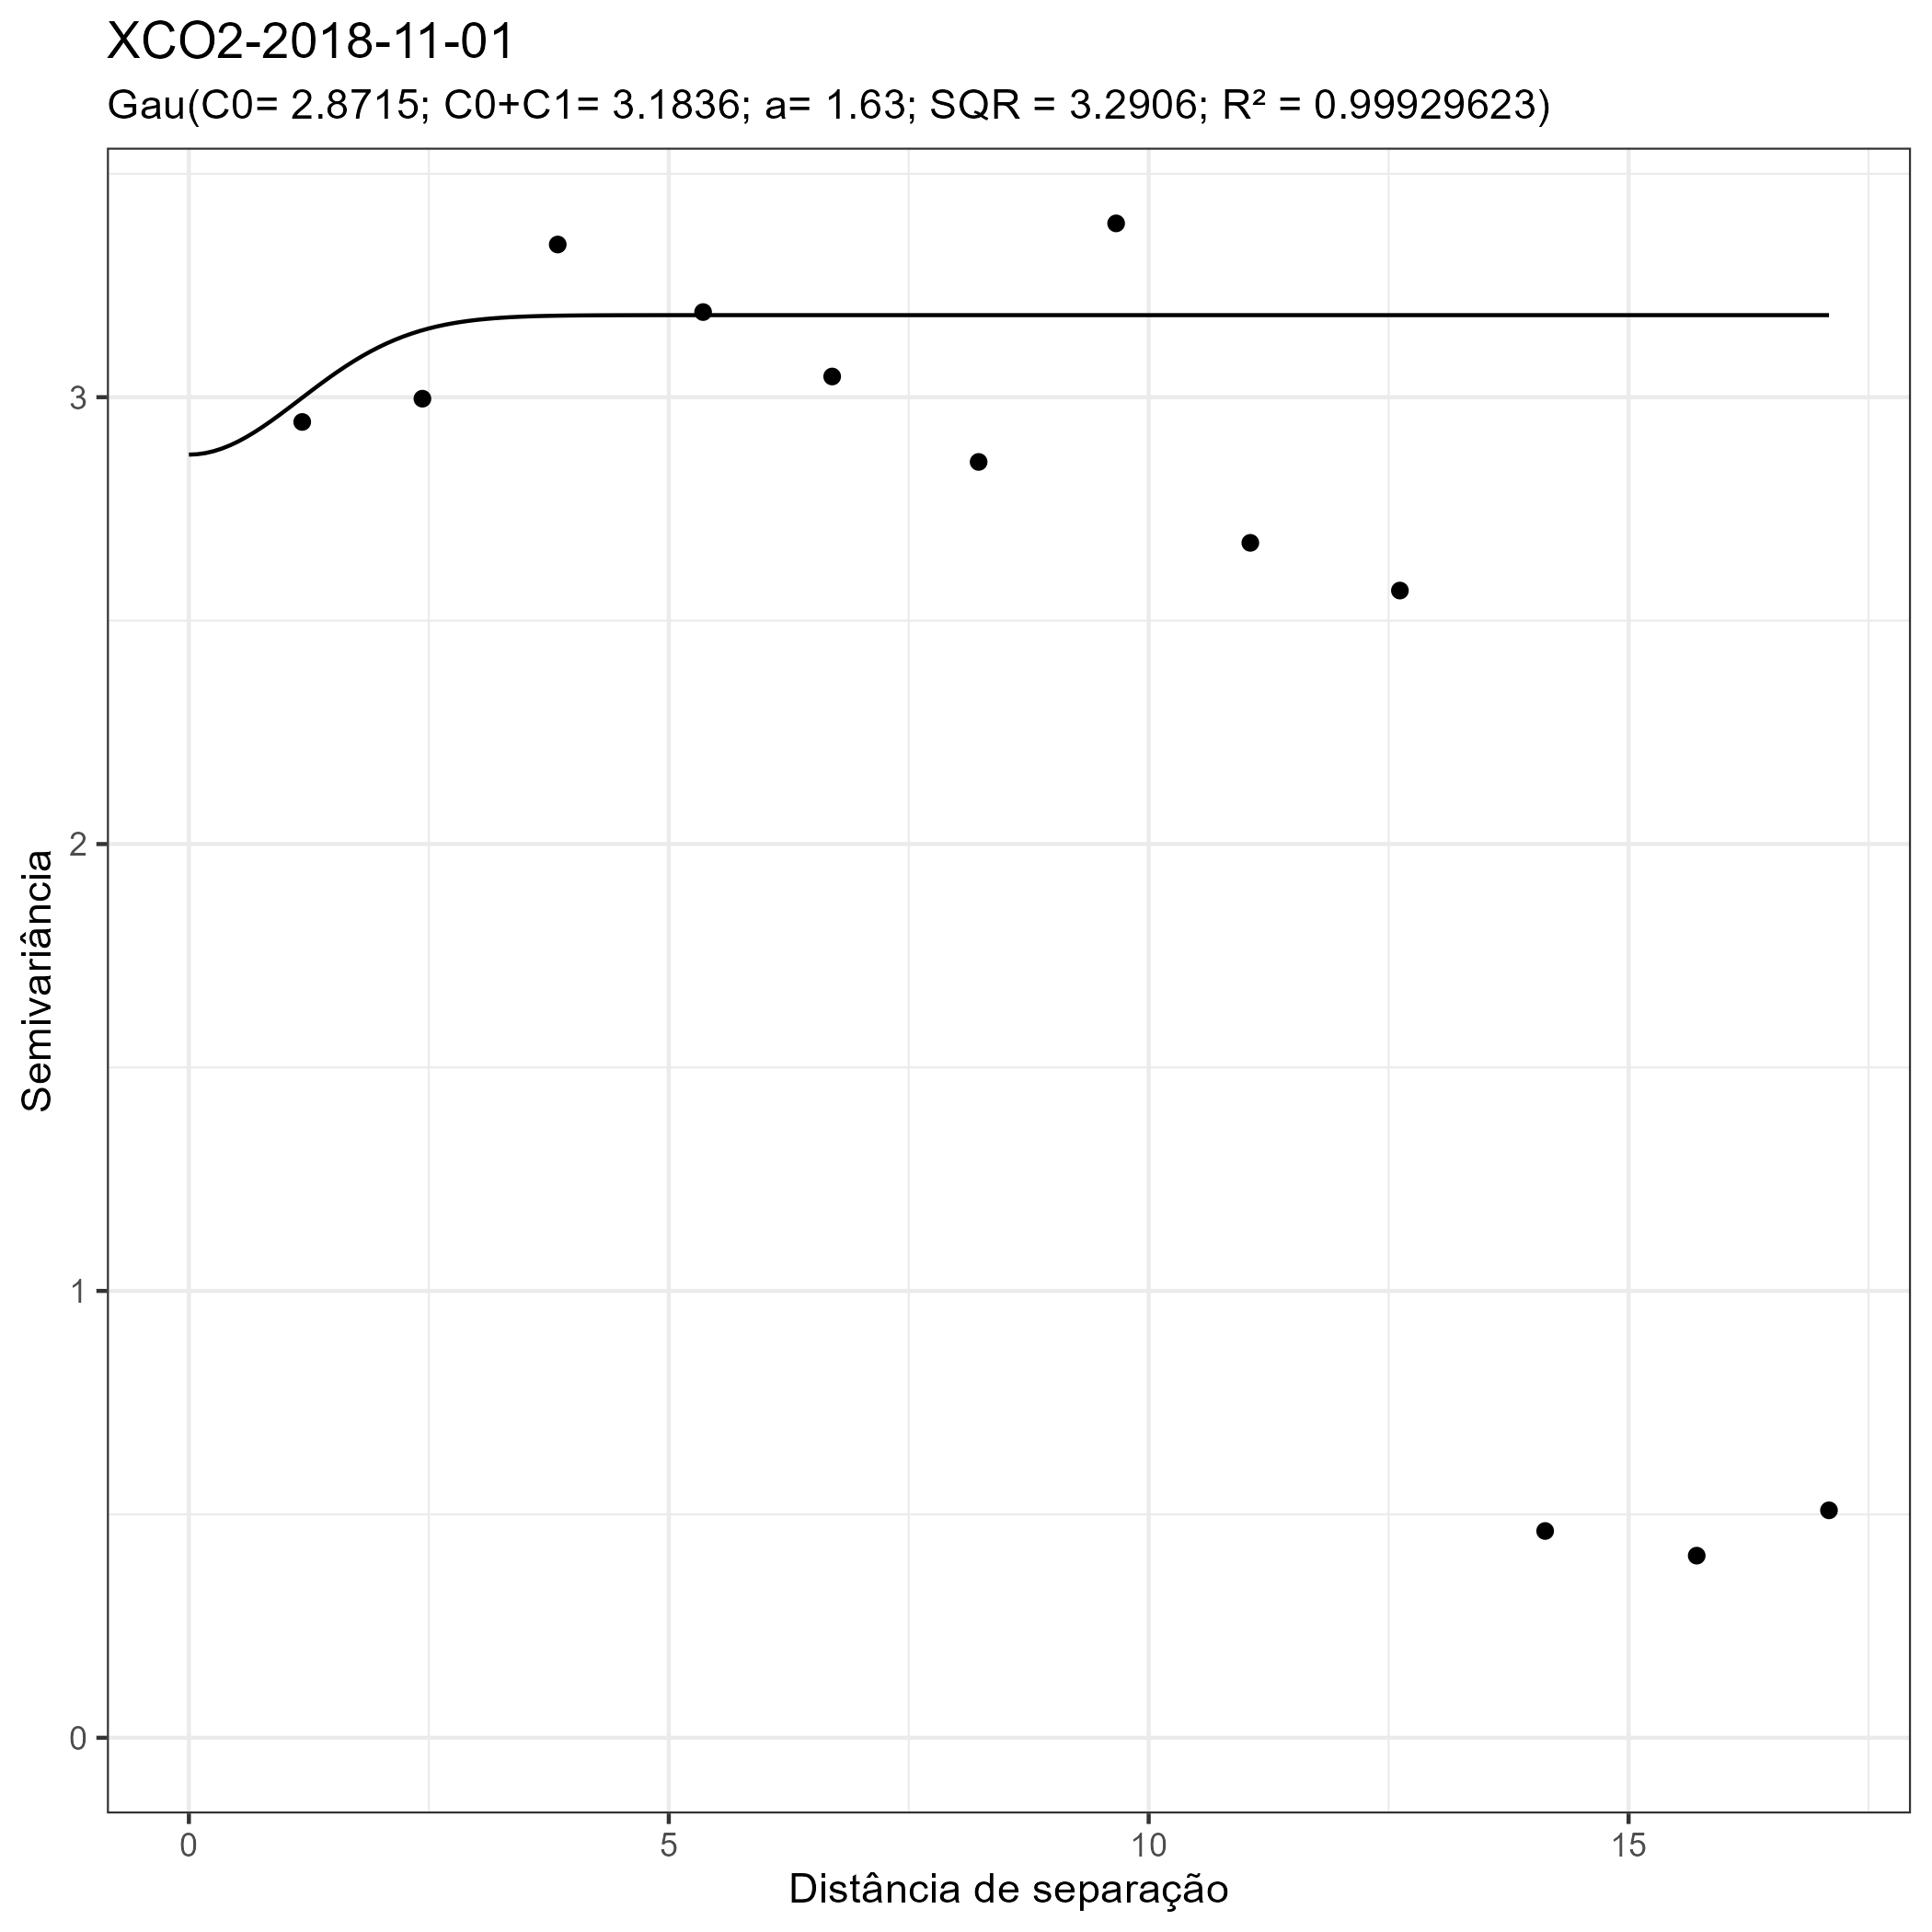 XCO2-2018-11-01
Gau(C0= 2.8715; C0+C1= 3.1836; a= 1.63; SQR = 3.2906; R² = 0.99929623)
Semivariância
3
2
1
0
0 5 10 15
Distância de separação